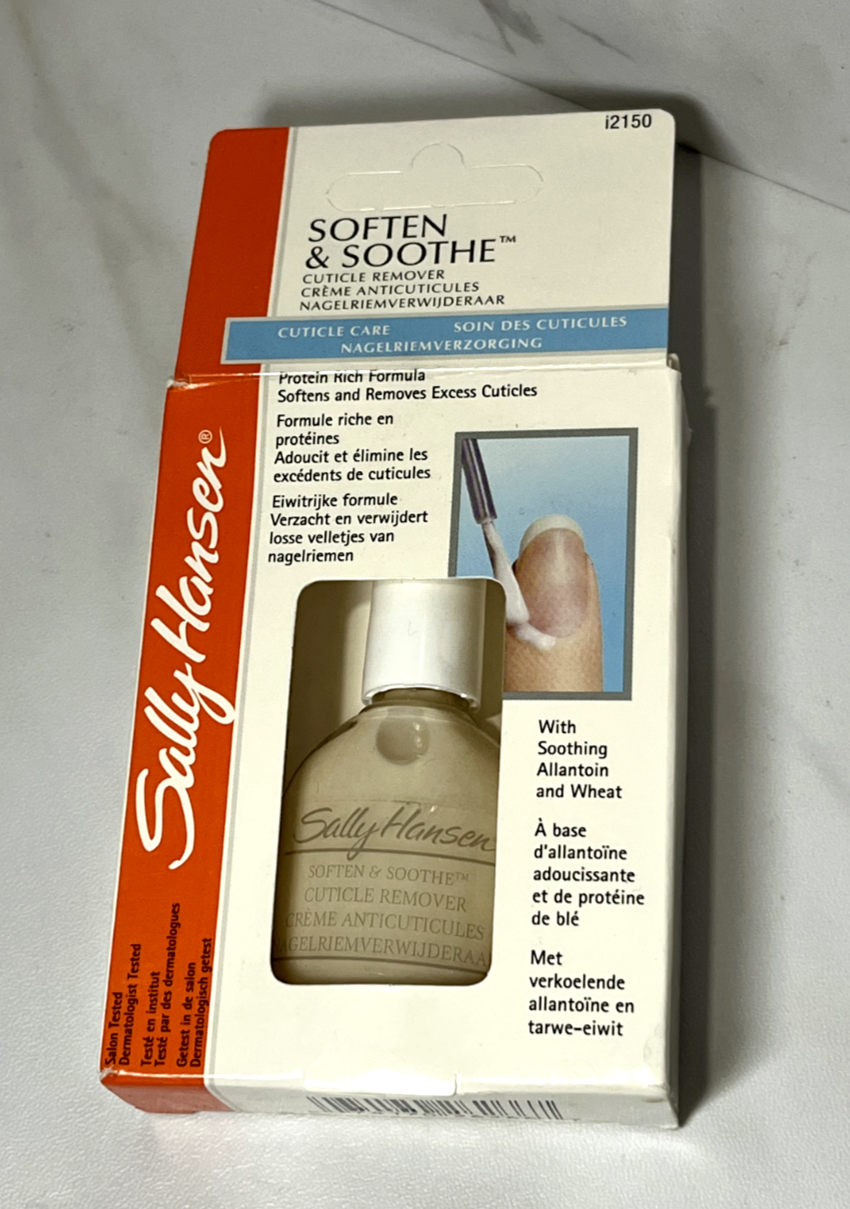 i2150
SOFTEN
& SOOTHE™
CUTICLE REMOVER
CRÈME ANTICUTICULES
NAGELRIEMVERWIJDERAAR
CUTICLE CARE SOIN DES CUTICULES
NAGELRIEMVERZORGING
Protein Rich Formula
Softens and Removes Excess Cuticles
Formule riche en
protéines
Adoucit et élimine les
excédents de cuticules
Eiwitrijke formule
Verzacht en verwijdert
losse velletjes van
nagelriemen
Sally Hansen®
With
Soothing
Allantoin
and Wheat
À base
d'allantoïne
adoucissante
et de protéine
de blé
Met
verkoelende
allantoïne en
tarwe-eiwit
Sally Hansen
SOFTEN & SOOTHE™
CUTICLE REMOVER
CRÈME ANTICUTICULES
AGELRIEMVERWIJDERAA
Salon Tested
Dermatologist Tested
Testé en institut
Testé par des dermatologues
Getest in de salon
Dermatologisch getest